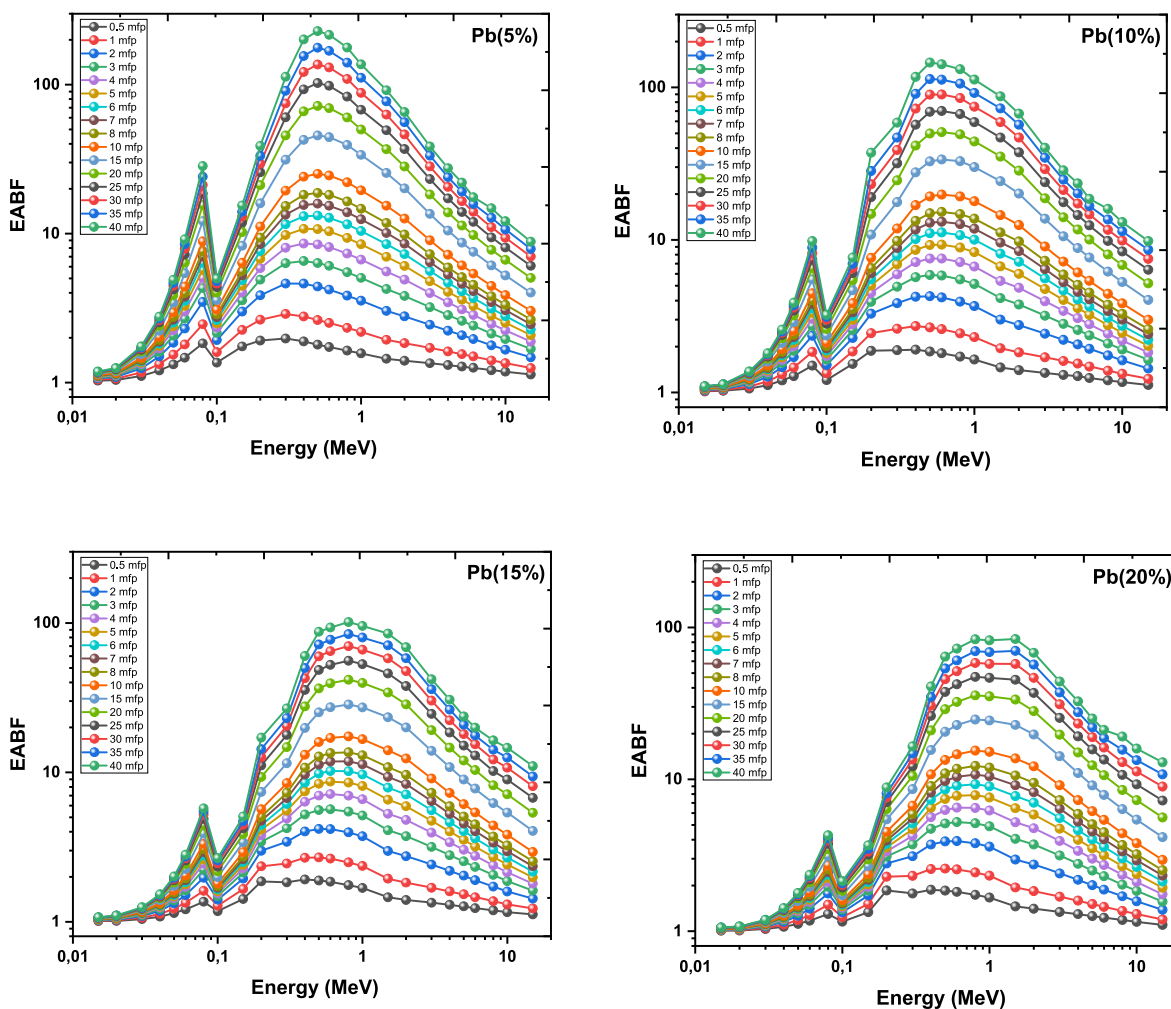 Pb(5%)
0.5 mfp
1 mfp
2 mfp
3 mfp
4 mfp
5 mfp
6 mfp
7 mfp
8 mfp
10 mfp
15 mfp
20 mfp
25 mfp
30 mfp
35 mfp
40 mfp
100
10
1
EABF
0,01
0,1
1
10
Energy (MeV)
Pb(10%)
0.5 mfp
1 mfp
2 mfp
3 mfp
4 mfp
5 mfp
6 mfp
7 mfp
8 mfp
10 mfp
15 mfp
20 mfp
25 mfp
30 mfp
35 mfp
40 mfp
100
10
1
EABF
0,01
0,1
1
10
Energy (MeV)
Pb(15%)
0.5 mfp
1 mfp
2 mfp
3 mfp
4 mfp
5 mfp
6 mfp
7 mfp
8 mfp
10 mfp
15 mfp
20 mfp
25 mfp
30 mfp
35 mfp
40 mfp
100
10
1
EABF
0,01
0,1
1
10
Energy (MeV)
Pb(20%)
0.5 mfp
1 mfp
2 mfp
3 mfp
4 mfp
5 mfp
6 mfp
7 mfp
8 mfp
10 mfp
15 mfp
20 mfp
25 mfp
30 mfp
35 mfp
40 mfp
100
10
1
EABF
0,01
0,1
1
10
Energy (MeV)